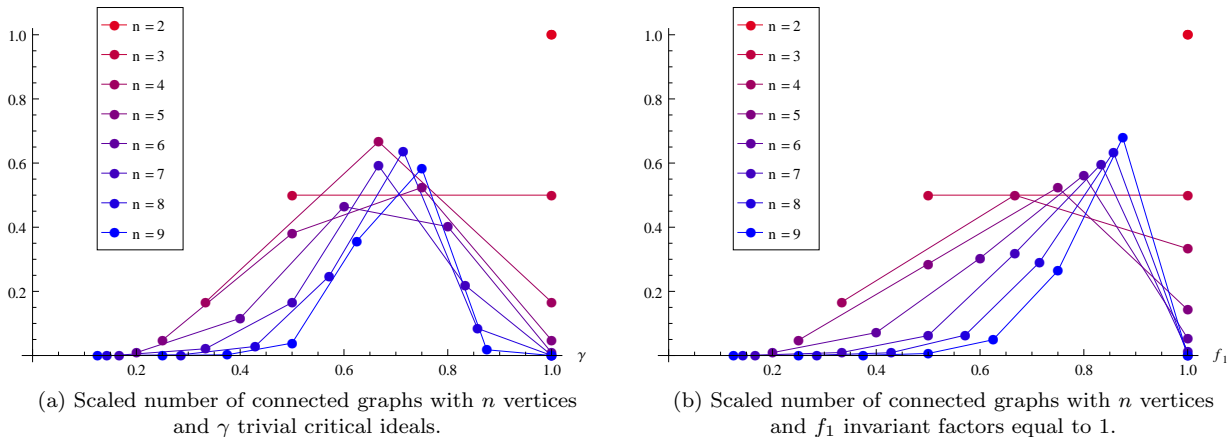 n = 2
n = 3
n = 4
n = 5
n = 6
n = 7
n = 8
n = 9
1.0
0.8
0.6
0.4
0.2
0.2 0.4 0.6 0.8 1.0 γ
(a) Scaled number of connected graphs with n vertices
and γ trivial critical ideals.
n = 2
n = 3
n = 4
n = 5
n = 6
n = 7
n = 8
n = 9
1.0
0.8
0.6
0.4
0.2
0.2 0.4 0.6 0.8 1.0 f₁
(b) Scaled number of connected graphs with n vertices
and f₁ invariant factors equal to 1.